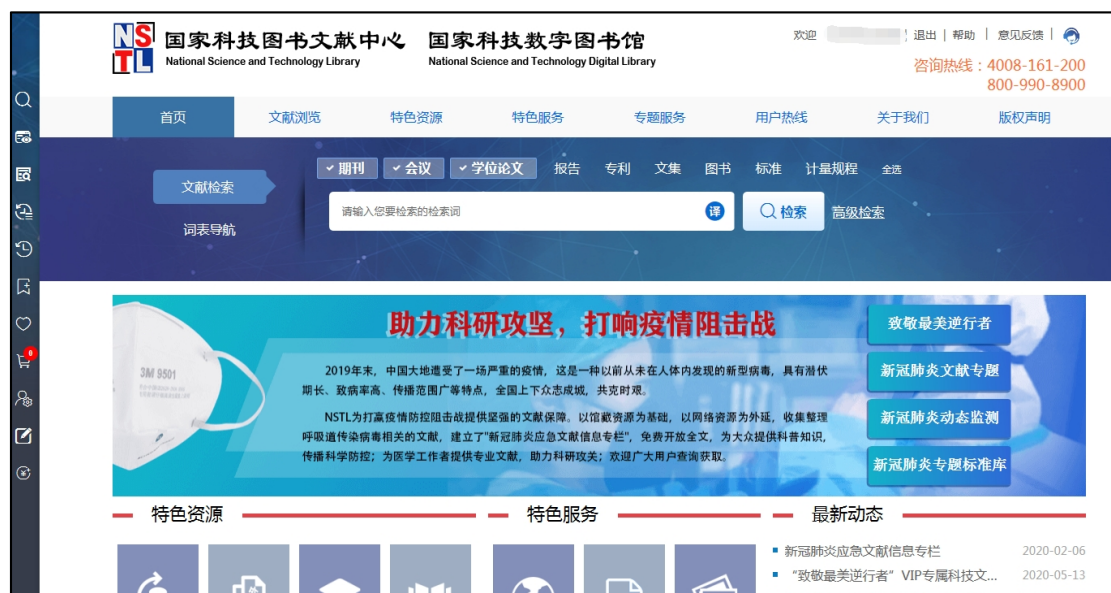 NS
TL
国家科技图书文献中心 国家科技数字图书馆
National Science and Technology Library National Science and Technology Digital Library
欢迎 | 退出 | 帮助 | 意见反馈 |
咨询热线：4008-161-200
800-990-8900
首页 文献浏览 特色资源 特色服务 专题服务 用户热线 关于我们 版权声明
期刊 会议 学位论文 报告 专利 文集 图书 标准 计量规程 全选
文献检索
请输入您要检索的检索词 译 检索 高级检索
词表导航
助力科研攻坚，打响疫情阻击战
3M 9501
2019年末，中国大地遭受了一场严重的疫情，这是一种以前从未在人体内发现的新型病毒，具有潜伏
期长、致病率高、传播范围广等特点，全国上下众志成城，共克时艰。
NSTL为打赢疫情防控阻击战提供坚强的文献保障。以馆藏资源为基础，以网络资源为外延，收集整理
呼吸道传染病毒相关的文献，建立了"新冠肺炎应急文献信息专栏"，免费开放全文，为大众提供科普知识，
传播科学防控；为医学工作者提供专业文献，助力科研攻关；欢迎广大用户查询获取。
致敬最美逆行者
新冠肺炎文献专题
新冠肺炎动态监测
新冠肺炎专题标准库
0
特色资源 特色服务 最新动态
新冠肺炎应急文献信息专栏 2020-02-06
“致敬最美逆行者”VIP专属科技文... 2020-05-13